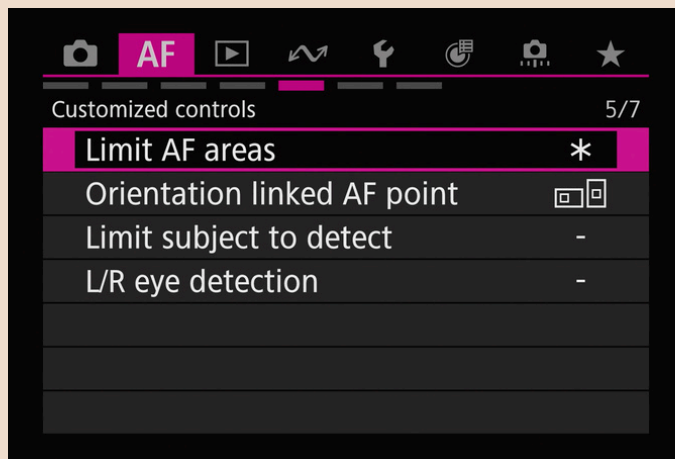 AF
Customized controls 5/7
Limit AF areas *
Orientation linked AF point
Limit subject to detect -
L/R eye detection -